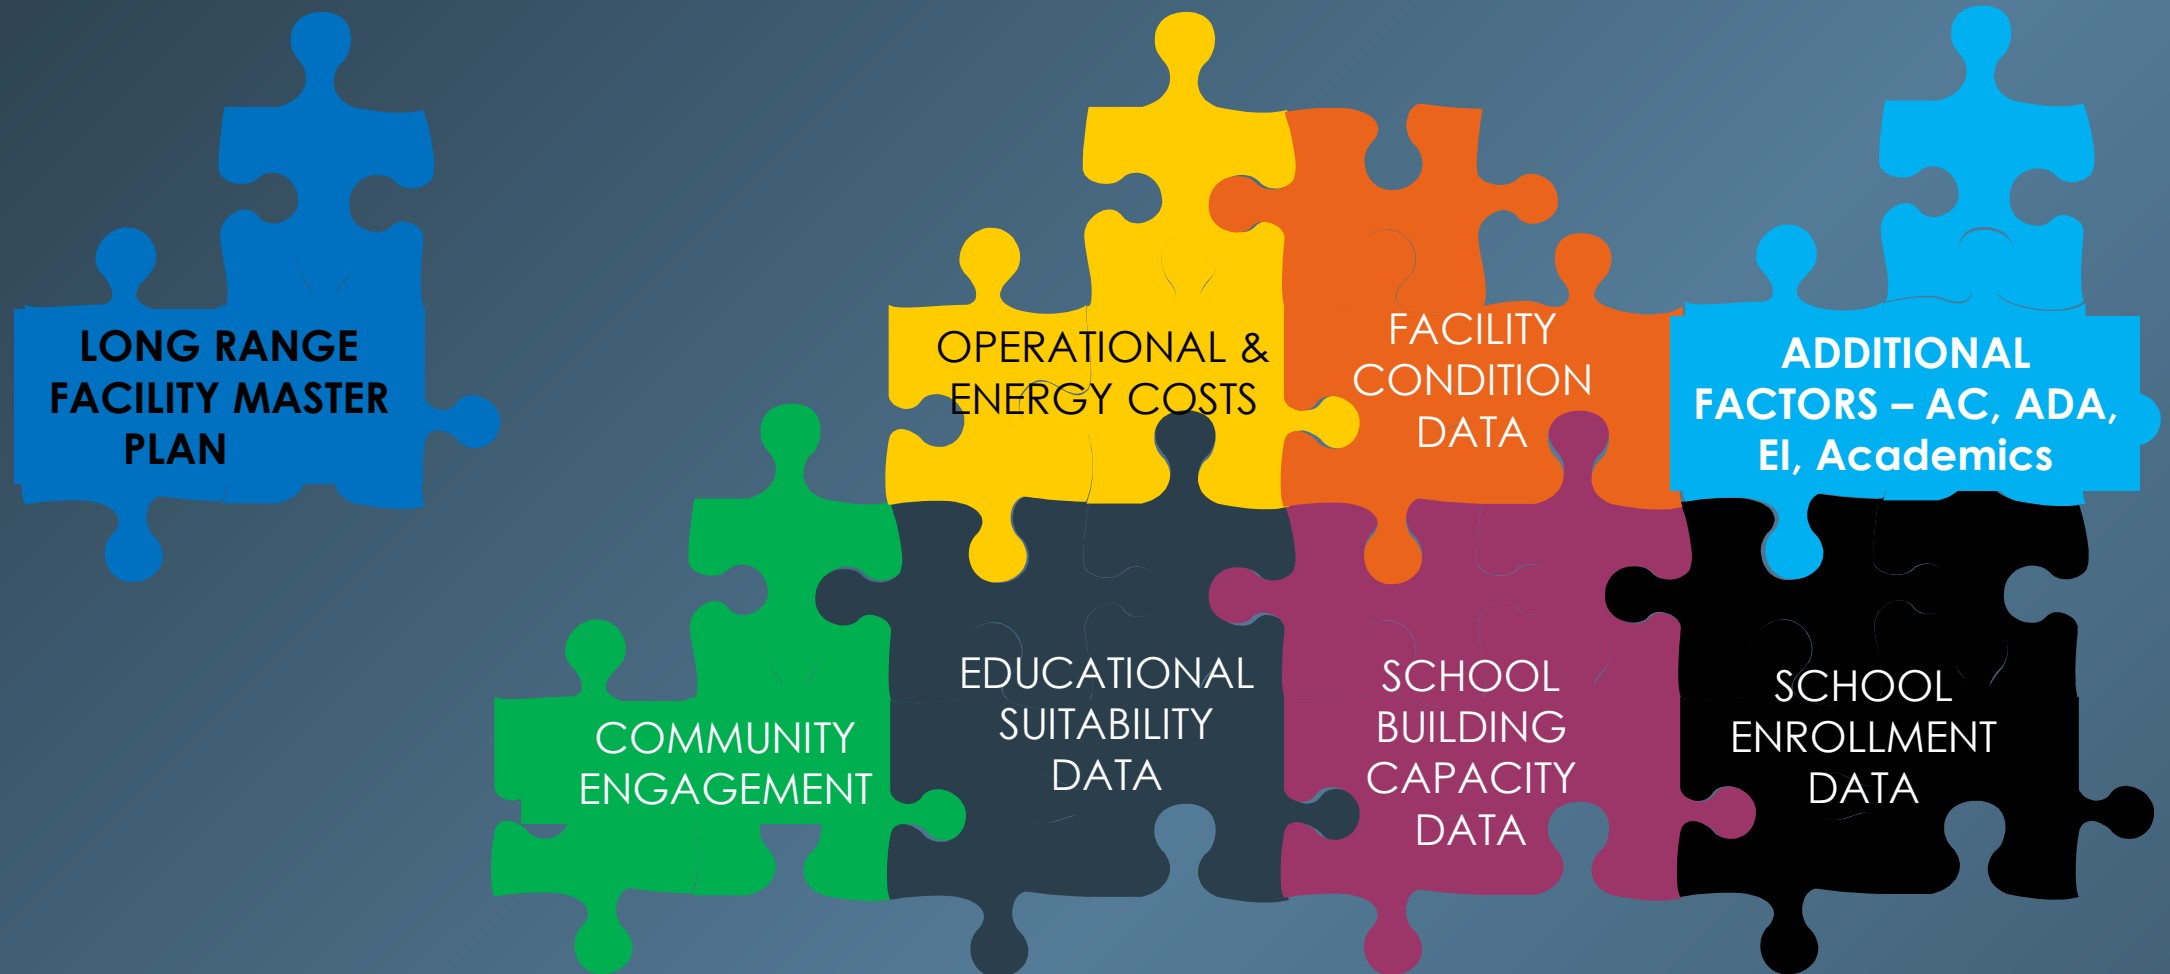 LONG RANGE
FACILITY MASTER
PLAN
OPERATIONAL &
ENERGY COSTS
FACILITY
CONDITION
DATA
ADDITIONAL
FACTORS – AC, ADA,
EI, Academics
COMMUNITY
ENGAGEMENT
EDUCATIONAL
SUITABILITY
DATA
SCHOOL
BUILDING
CAPACITY
DATA
SCHOOL
ENROLLMENT
DATA